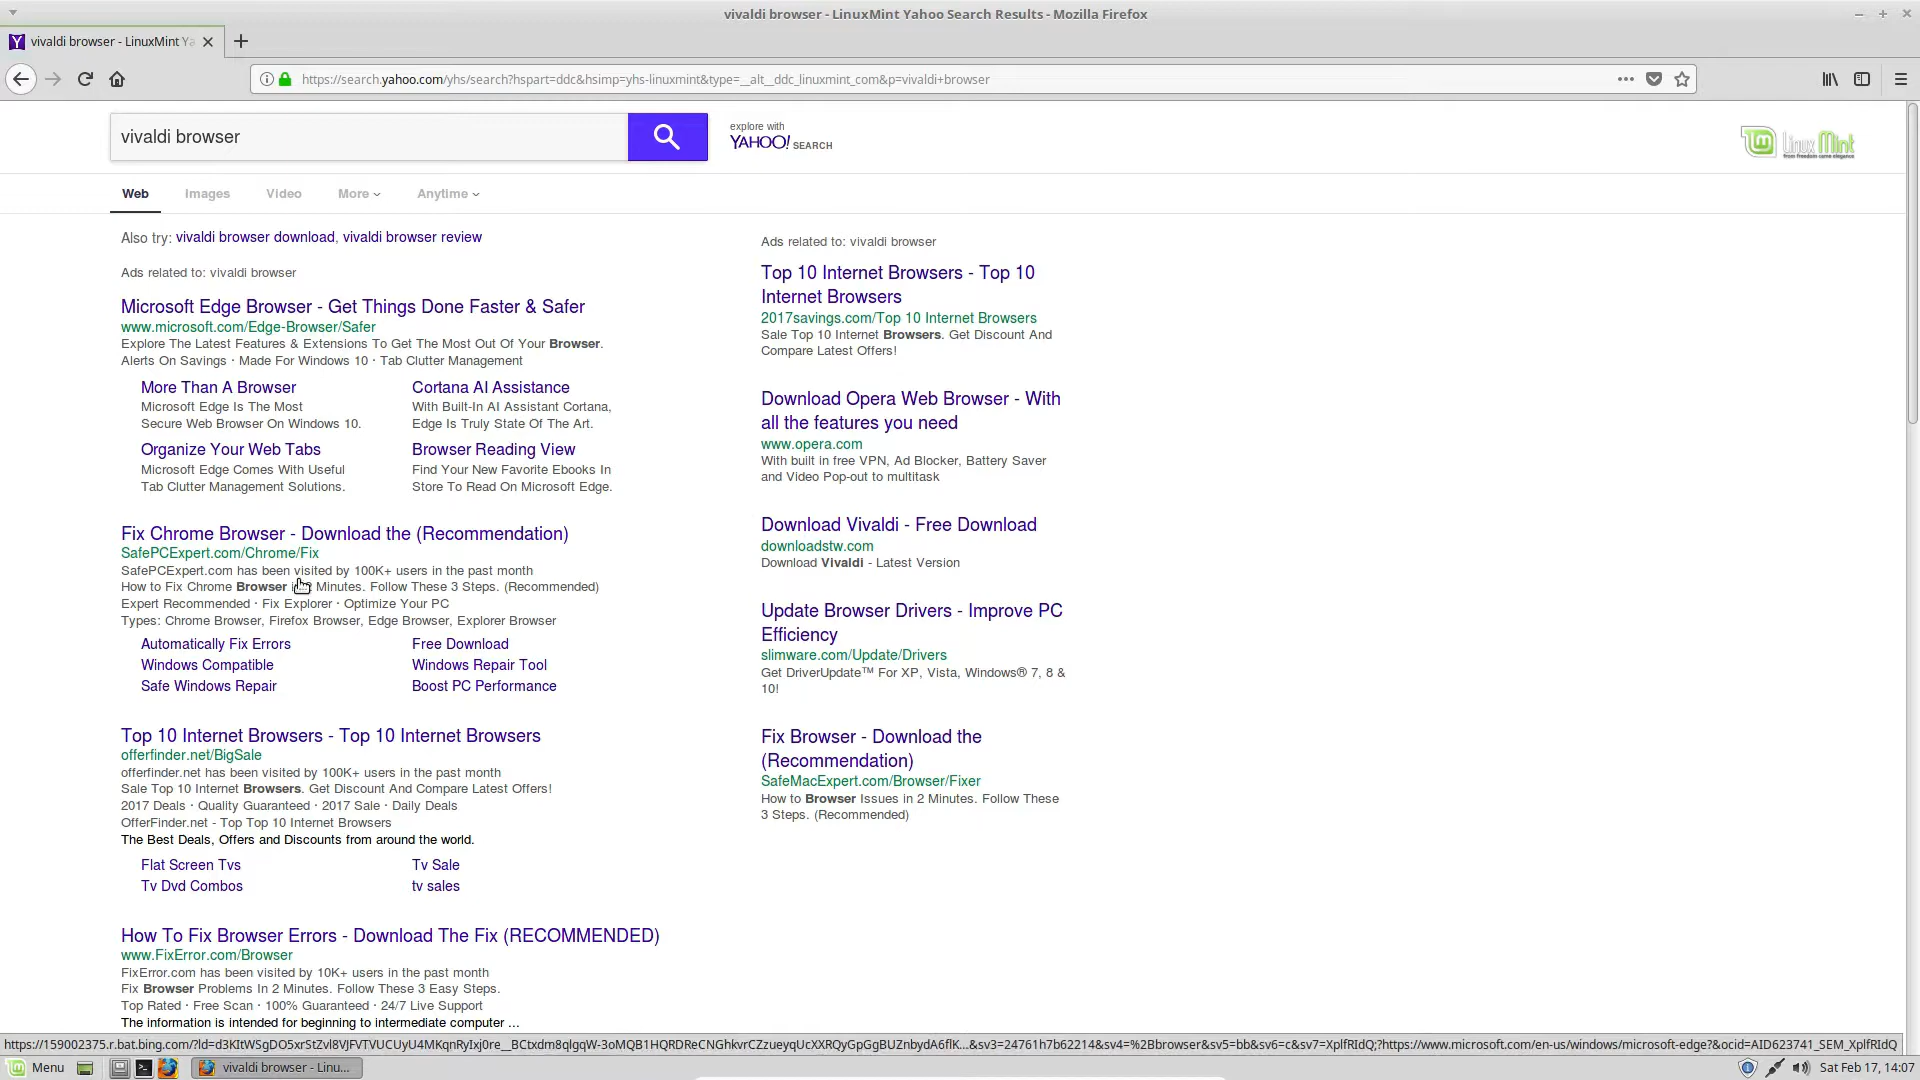 vivaldi browser - LinuxMint Yahoo Search Results - Mozilla Firefox
vivaldi browser - LinuxMint Ya
https://search.yahoo.com/yhs/search?hspart=ddc&hsimp=yhs-linuxmint&type=__alt__ddc_linuxmint_com&p=vivaldi+browser
vivaldi browser
explore with
YAHOO! SEARCH
Linux Mint
from freedom came elegance
Web Images Video More Anytime
Also try: vivaldi browser download, vivaldi browser review
Ads related to: vivaldi browser
Microsoft Edge Browser - Get Things Done Faster & Safer
www.microsoft.com/Edge-Browser/Safer
Explore The Latest Features & Extensions To Get The Most Out Of Your Browser.
Alerts On Savings · Made For Windows 10 · Tab Clutter Management
More Than A Browser
Microsoft Edge Is The Most
Secure Web Browser On Windows 10.
Cortana AI Assistance
With Built-In AI Assistant Cortana,
Edge Is Truly State Of The Art.
Organize Your Web Tabs
Microsoft Edge Comes With Useful
Tab Clutter Management Solutions.
Browser Reading View
Find Your New Favorite Ebooks In
Store To Read On Microsoft Edge.
Fix Chrome Browser - Download the (Recommendation)
SafePCExpert.com/Chrome/Fix
SafePCExpert.com has been visited by 100K+ users in the past month
How to Fix Chrome Browser Minutes. Follow These 3 Steps. (Recommended)
Expert Recommended · Fix Explorer · Optimize Your PC
Types: Chrome Browser, Firefox Browser, Edge Browser, Explorer Browser
Automatically Fix Errors
Free Download
Windows Compatible
Windows Repair Tool
Safe Windows Repair
Boost PC Performance
Top 10 Internet Browsers - Top 10 Internet Browsers
offerfinder.net/BigSale
offerfinder.net has been visited by 100K+ users in the past month
Sale Top 10 Internet Browsers. Get Discount And Compare Latest Offers!
2017 Deals · Quality Guaranteed · 2017 Sale · Daily Deals
OfferFinder.net - Top Top 10 Internet Browsers
The Best Deals, Offers and Discounts from around the world.
Flat Screen Tvs
Tv Sale
Tv Dvd Combos
tv sales
How To Fix Browser Errors - Download The Fix (RECOMMENDED)
www.FixError.com/Browser
FixError.com has been visited by 10K+ users in the past month
Fix Browser Problems In 2 Minutes. Follow These 3 Easy Steps.
Top Rated · Free Scan · 100% Guaranteed · 24/7 Live Support
The information is intended for beginning to intermediate computer ...
Ads related to: vivaldi browser
Top 10 Internet Browsers - Top 10
Internet Browsers
2017savings.com/Top 10 Internet Browsers
Sale Top 10 Internet Browsers. Get Discount And
Compare Latest Offers!
Download Opera Web Browser - With
all the features you need
www.opera.com
With built in free VPN, Ad Blocker, Battery Saver
and Video Pop-out to multitask
Download Vivaldi - Free Download
downloadstw.com
Download Vivaldi - Latest Version
Update Browser Drivers - Improve PC
Efficiency
slimware.com/Update/Drivers
Get DriverUpdate™ For XP, Vista, Windows® 7, 8 &
10!
Fix Browser - Download the
(Recommendation)
SafeMacExpert.com/Browser/Fixer
How to Browser Issues in 2 Minutes. Follow These
3 Steps. (Recommended)
Menu
vivaldi browser - Linu...
Sat Feb 17, 14:07